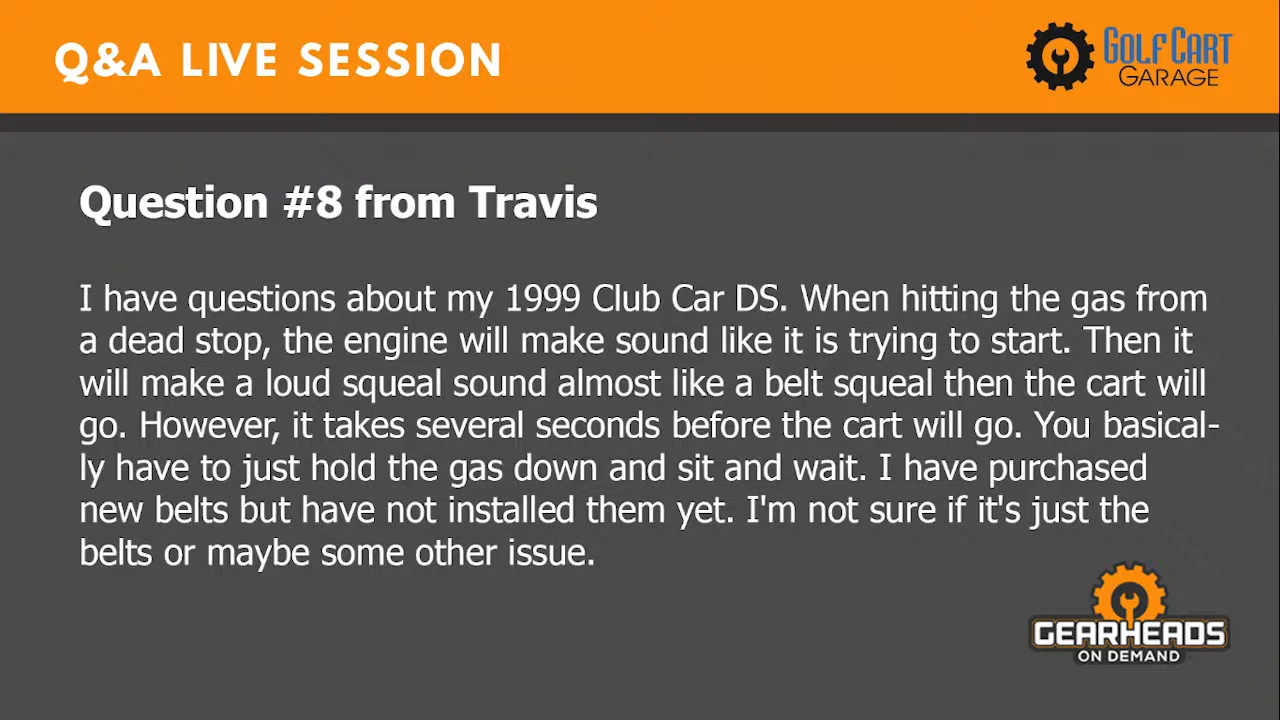 Q&A LIVE SESSION
GOLF CART
GARAGE
Question #8 from Travis
I have questions about my 1999 Club Car DS. When hitting the gas from
a dead stop, the engine will make sound like it is trying to start. Then it
will make a loud squeal sound almost like a belt squeal then the cart will
go. However, it takes several seconds before the cart will go. You basical-
ly have to just hold the gas down and sit and wait. I have purchased
new belts but have not installed them yet. I'm not sure if it's just the
belts or maybe some other issue.
GEARHEADS
ON DEMAND